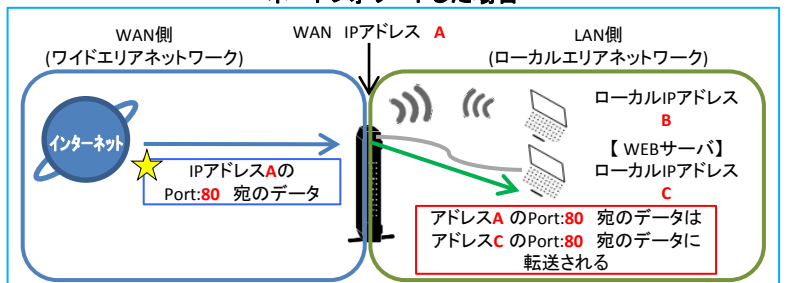 WAN側
(ワイドエリアネットワーク)
WAN IPアドレス A
LAN側
(ローカルエリアネットワーク)
インターネット
IPアドレスAの
Port:80 宛のデータ
ローカルIPアドレス
B
【 WEBサーバ】
ローカルIPアドレス
C
アドレスA のPort:80 宛のデータは
アドレスC のPort:80 宛のデータに
転送される